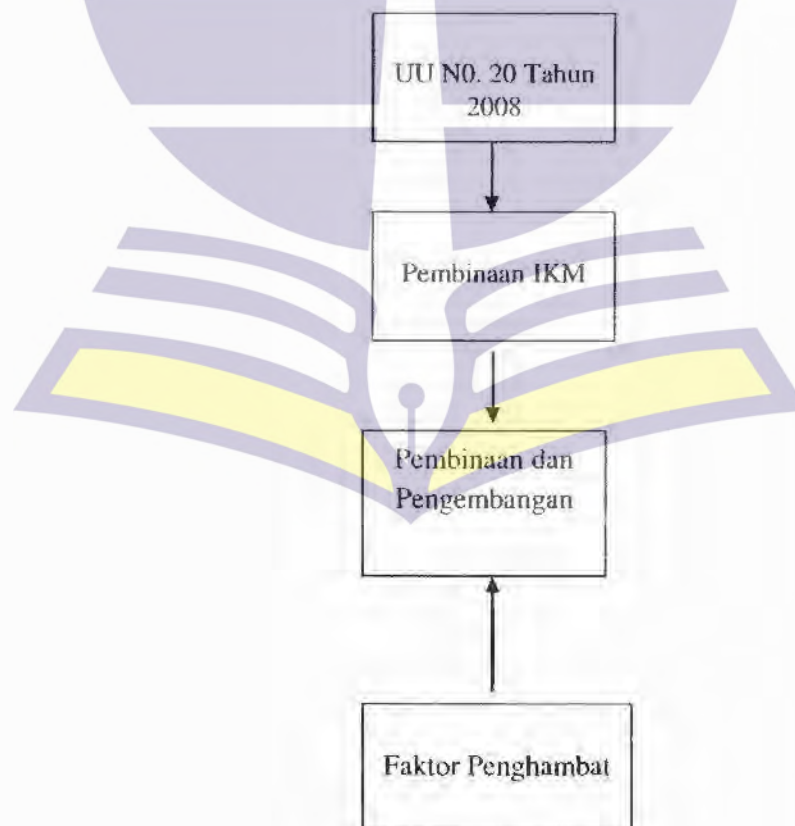 UU N0. 20 Tahun
2008
Pembinaan IKM
Pembinaan dan
Pengembangan
Faktor Penghambat